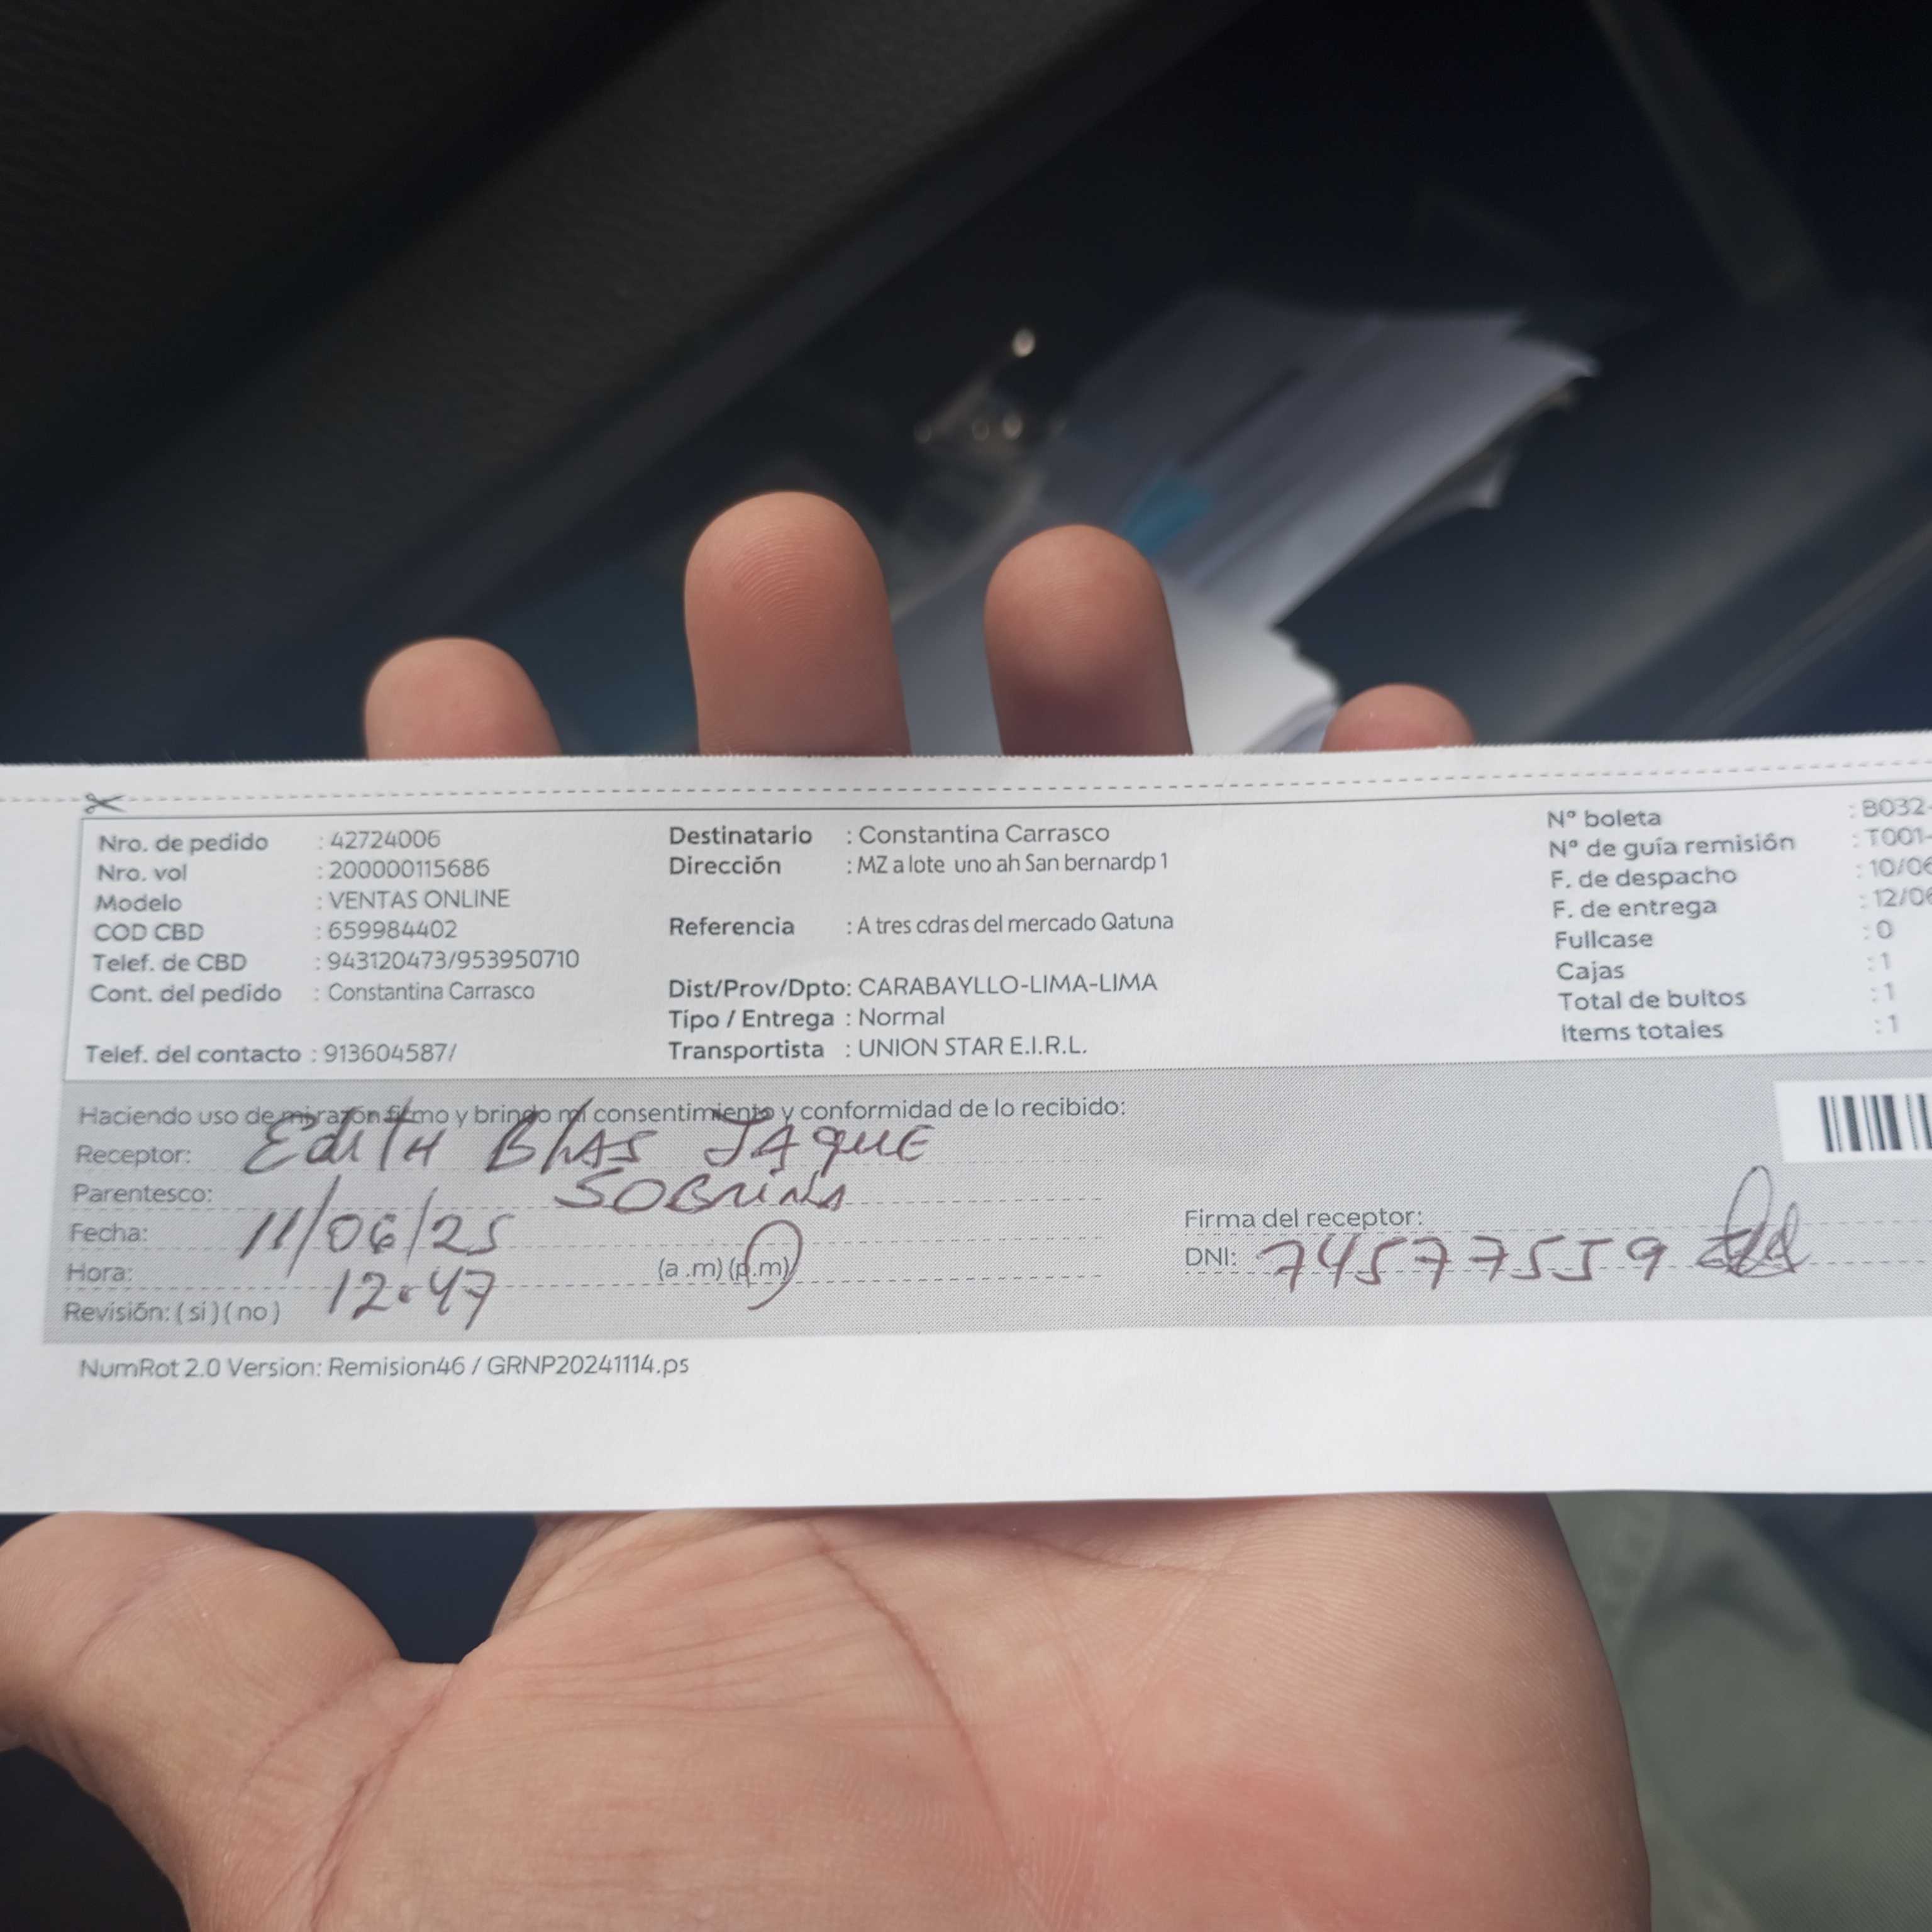 Nro. de pedido : 42724006
Nro. vol : 200000115686
Modelo : VENTAS ONLINE
COD CBD : 659984402
Telef. de CBD : 943120473/953950710
Cont. del pedido : Constantina Carrasco
Telef. del contacto : 913604587/
Destinatario : Constantina Carrasco
Dirección : MZ a lote uno ah San bernardp 1
Referencia : A tres cdras del mercado Qatuna
Dist/Prov/Dpto: CARABAYLLO-LIMA-LIMA
Tipo / Entrega : Normal
Transportista : UNION STAR E.I.R.L.
N° boleta : B032-
N° de guía remisión : T001-
F. de despacho : 10/06
F. de entrega : 12/06
Fullcase : 0
Cajas : 1
Total de bultos : 1
Items totales : 1
Haciendo uso de mi razón firmo y brindo mi consentimiento y conformidad de lo recibido:
Receptor: Edith Blas JAque
Parentesco: SOBrinA
Fecha: 11/06/25
Hora: 12:47 (a .m) (p.m)
Revisión: ( si ) ( no )
Firma del receptor:
DNI: 74577559
NumRot 2.0 Version: Remision46 / GRNP20241114.ps